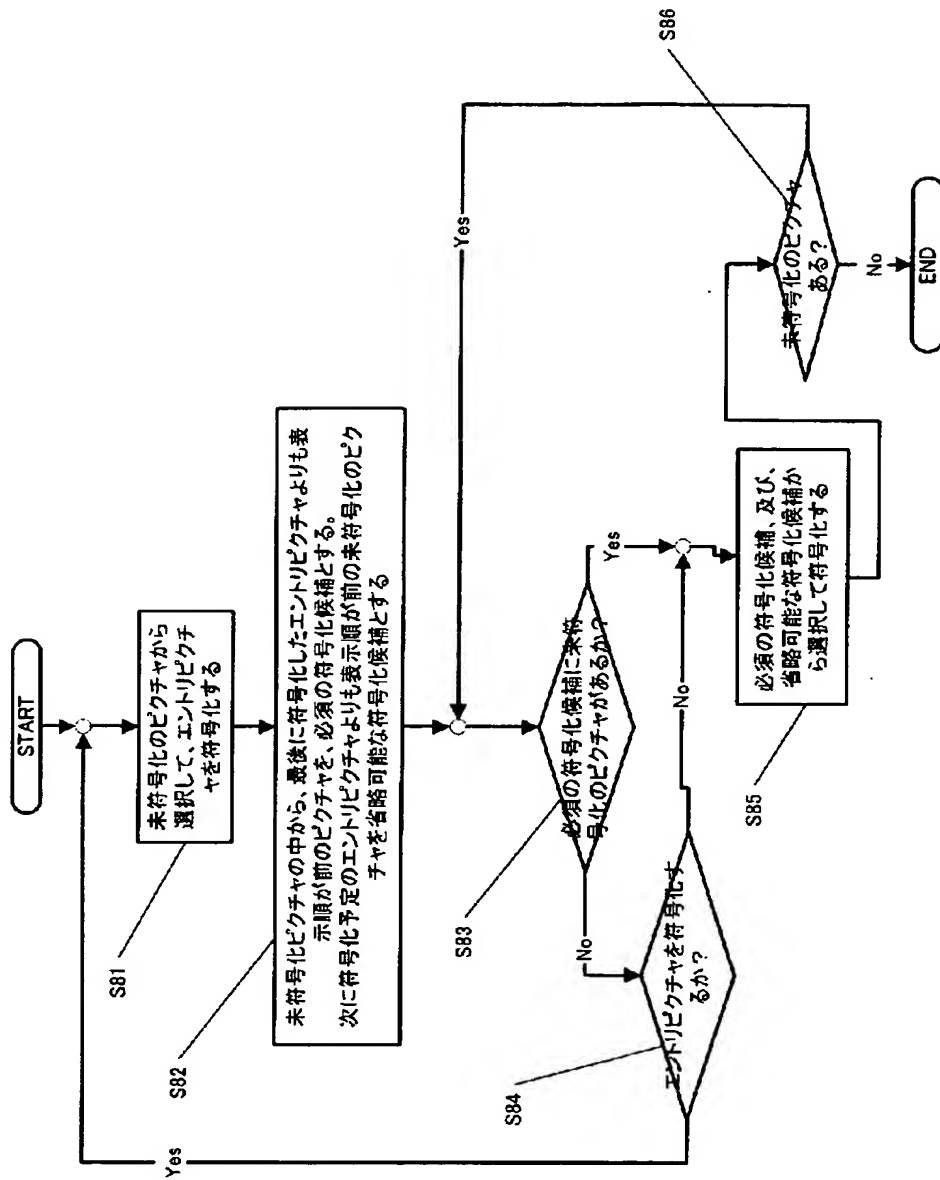 START
未符号化のピクチャから
選択して、エントリピクチ
ャを符号化する
S81
未符号化ピクチャの中から、最後に符号化したエントリピクチャよりも表
示順が前のピクチャを、必須の符号化候補とする。
次に符号化予定のエントリピクチャよりも表示順が前の未符号化のピク
チャを省略可能な符号化候補とする
S82
必須の符号化候補に未符
号化のピクチャがあるか?
S83
Yes
No
エントリピクチャを符号化す
るか?
S84
Yes
No
必須の符号化候補、及び、
省略可能な符号化候補か
ら選択して符号化する
S85
未符号化のピクチャ
ある?
S86
Yes
No
END